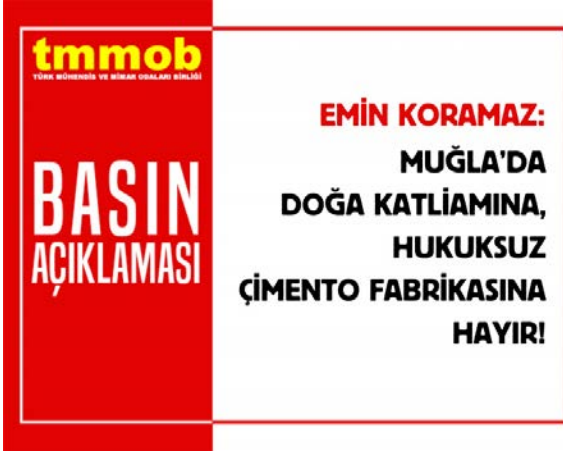 tmmob
TÜRK MÜHENDİS VE MİMAR ODALARI BİRLİĞİ
BASIN
AÇIKLAMASI
EMİN KORAMAZ:
MUĞLA'DA
DOĞA KATLİAMINA,
HUKUKSUZ
ÇİMENTO FABRİKASINA
HAYIR!